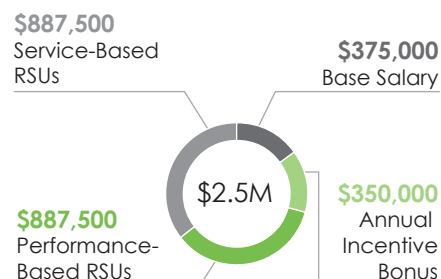 $887,500
Service-Based
RSUs
$375,000
Base Salary
$2.5M
$887,500
Performance-
Based RSUs
$350,000
Annual
Incentive
Bonus